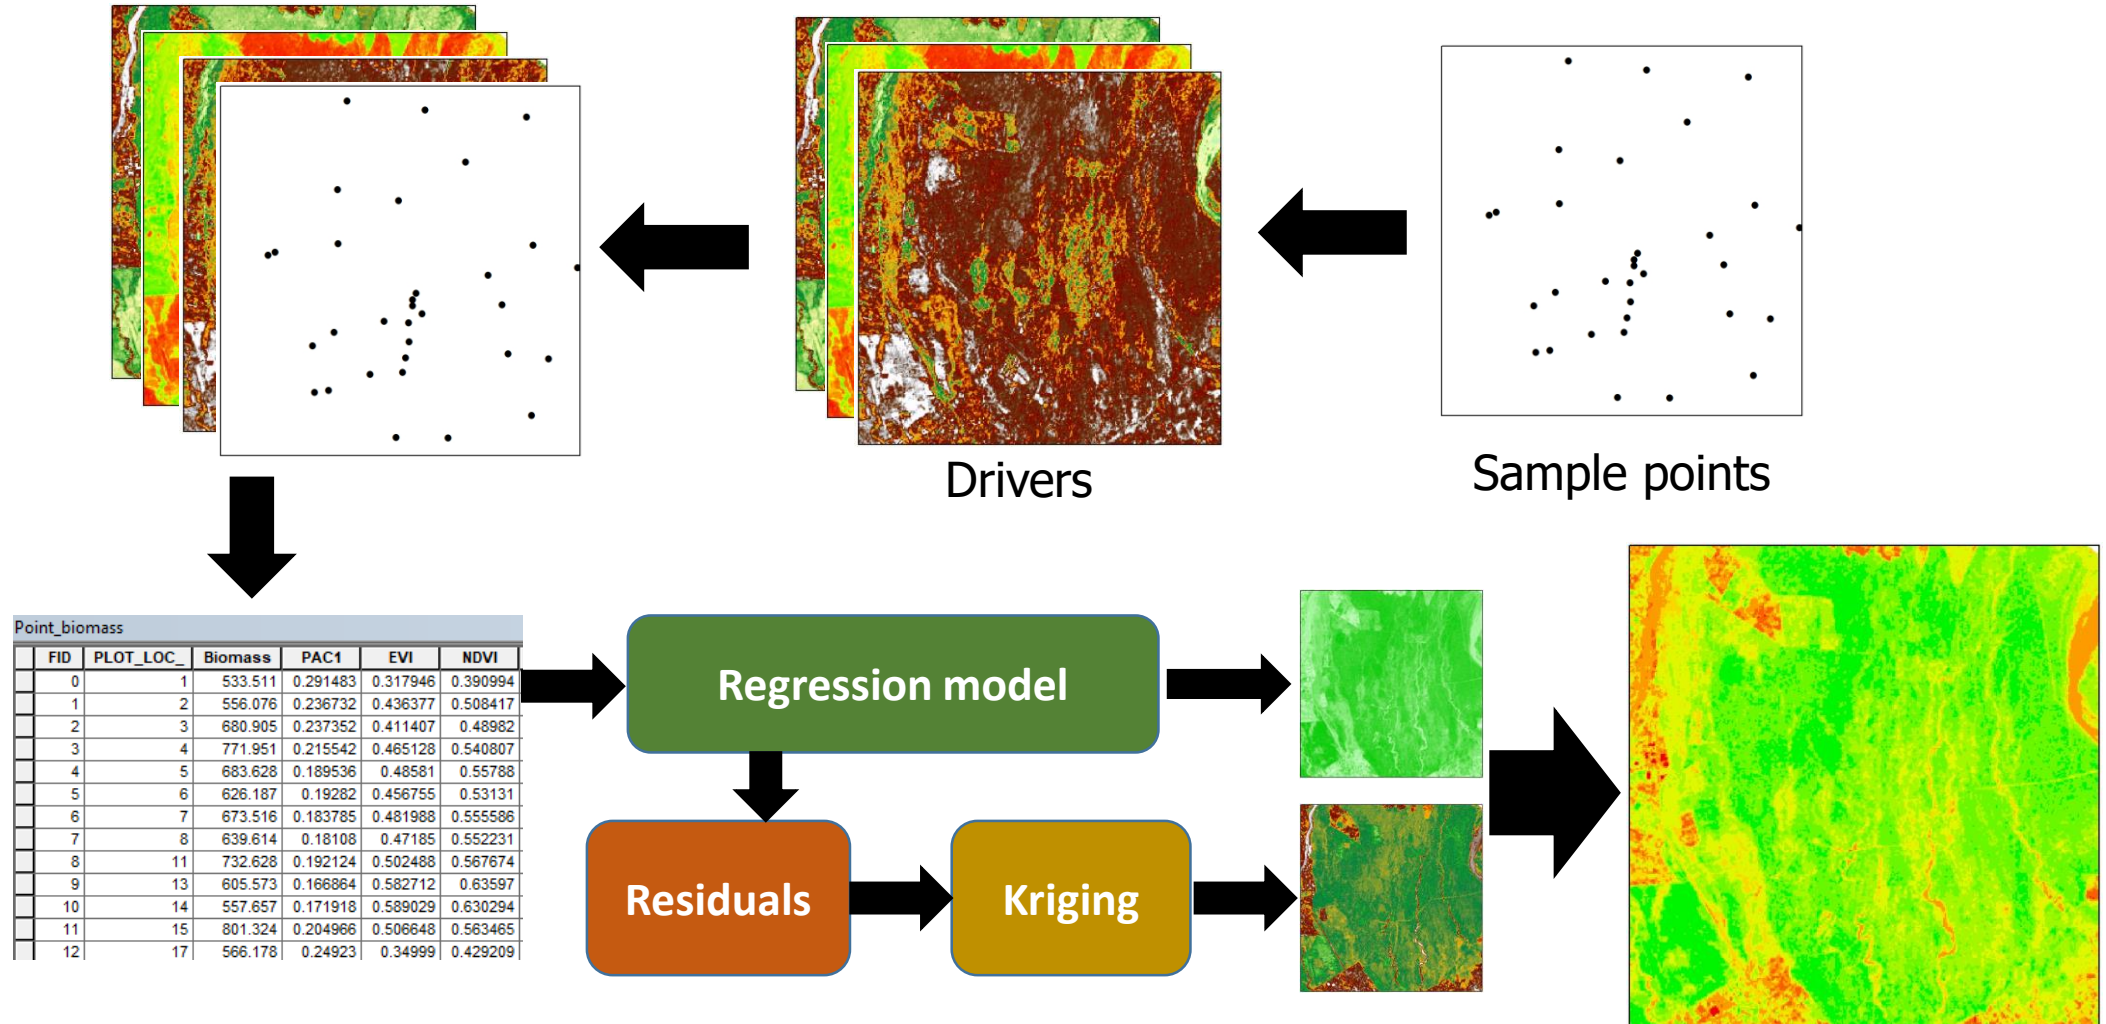 Drivers
Sample points
Point_biomass
FID PLOT_LOC_ Biomass PAC1 EVI NDVI
0 1 533.511 0.291483 0.317946 0.390994
1 2 556.076 0.236732 0.436377 0.508417
2 3 680.905 0.237352 0.411407 0.48982
3 4 771.951 0.215542 0.465128 0.540807
4 5 683.628 0.189536 0.48581 0.55788
5 6 626.187 0.19282 0.456755 0.53131
6 7 673.516 0.183785 0.481988 0.555586
7 8 639.614 0.18108 0.47185 0.552231
8 11 732.628 0.192124 0.502488 0.567674
9 13 605.573 0.166864 0.582712 0.63597
10 14 557.657 0.171918 0.589029 0.630294
11 15 801.324 0.204966 0.506648 0.563465
12 17 566.178 0.24923 0.34999 0.429209
Regression model
Residuals
Kriging